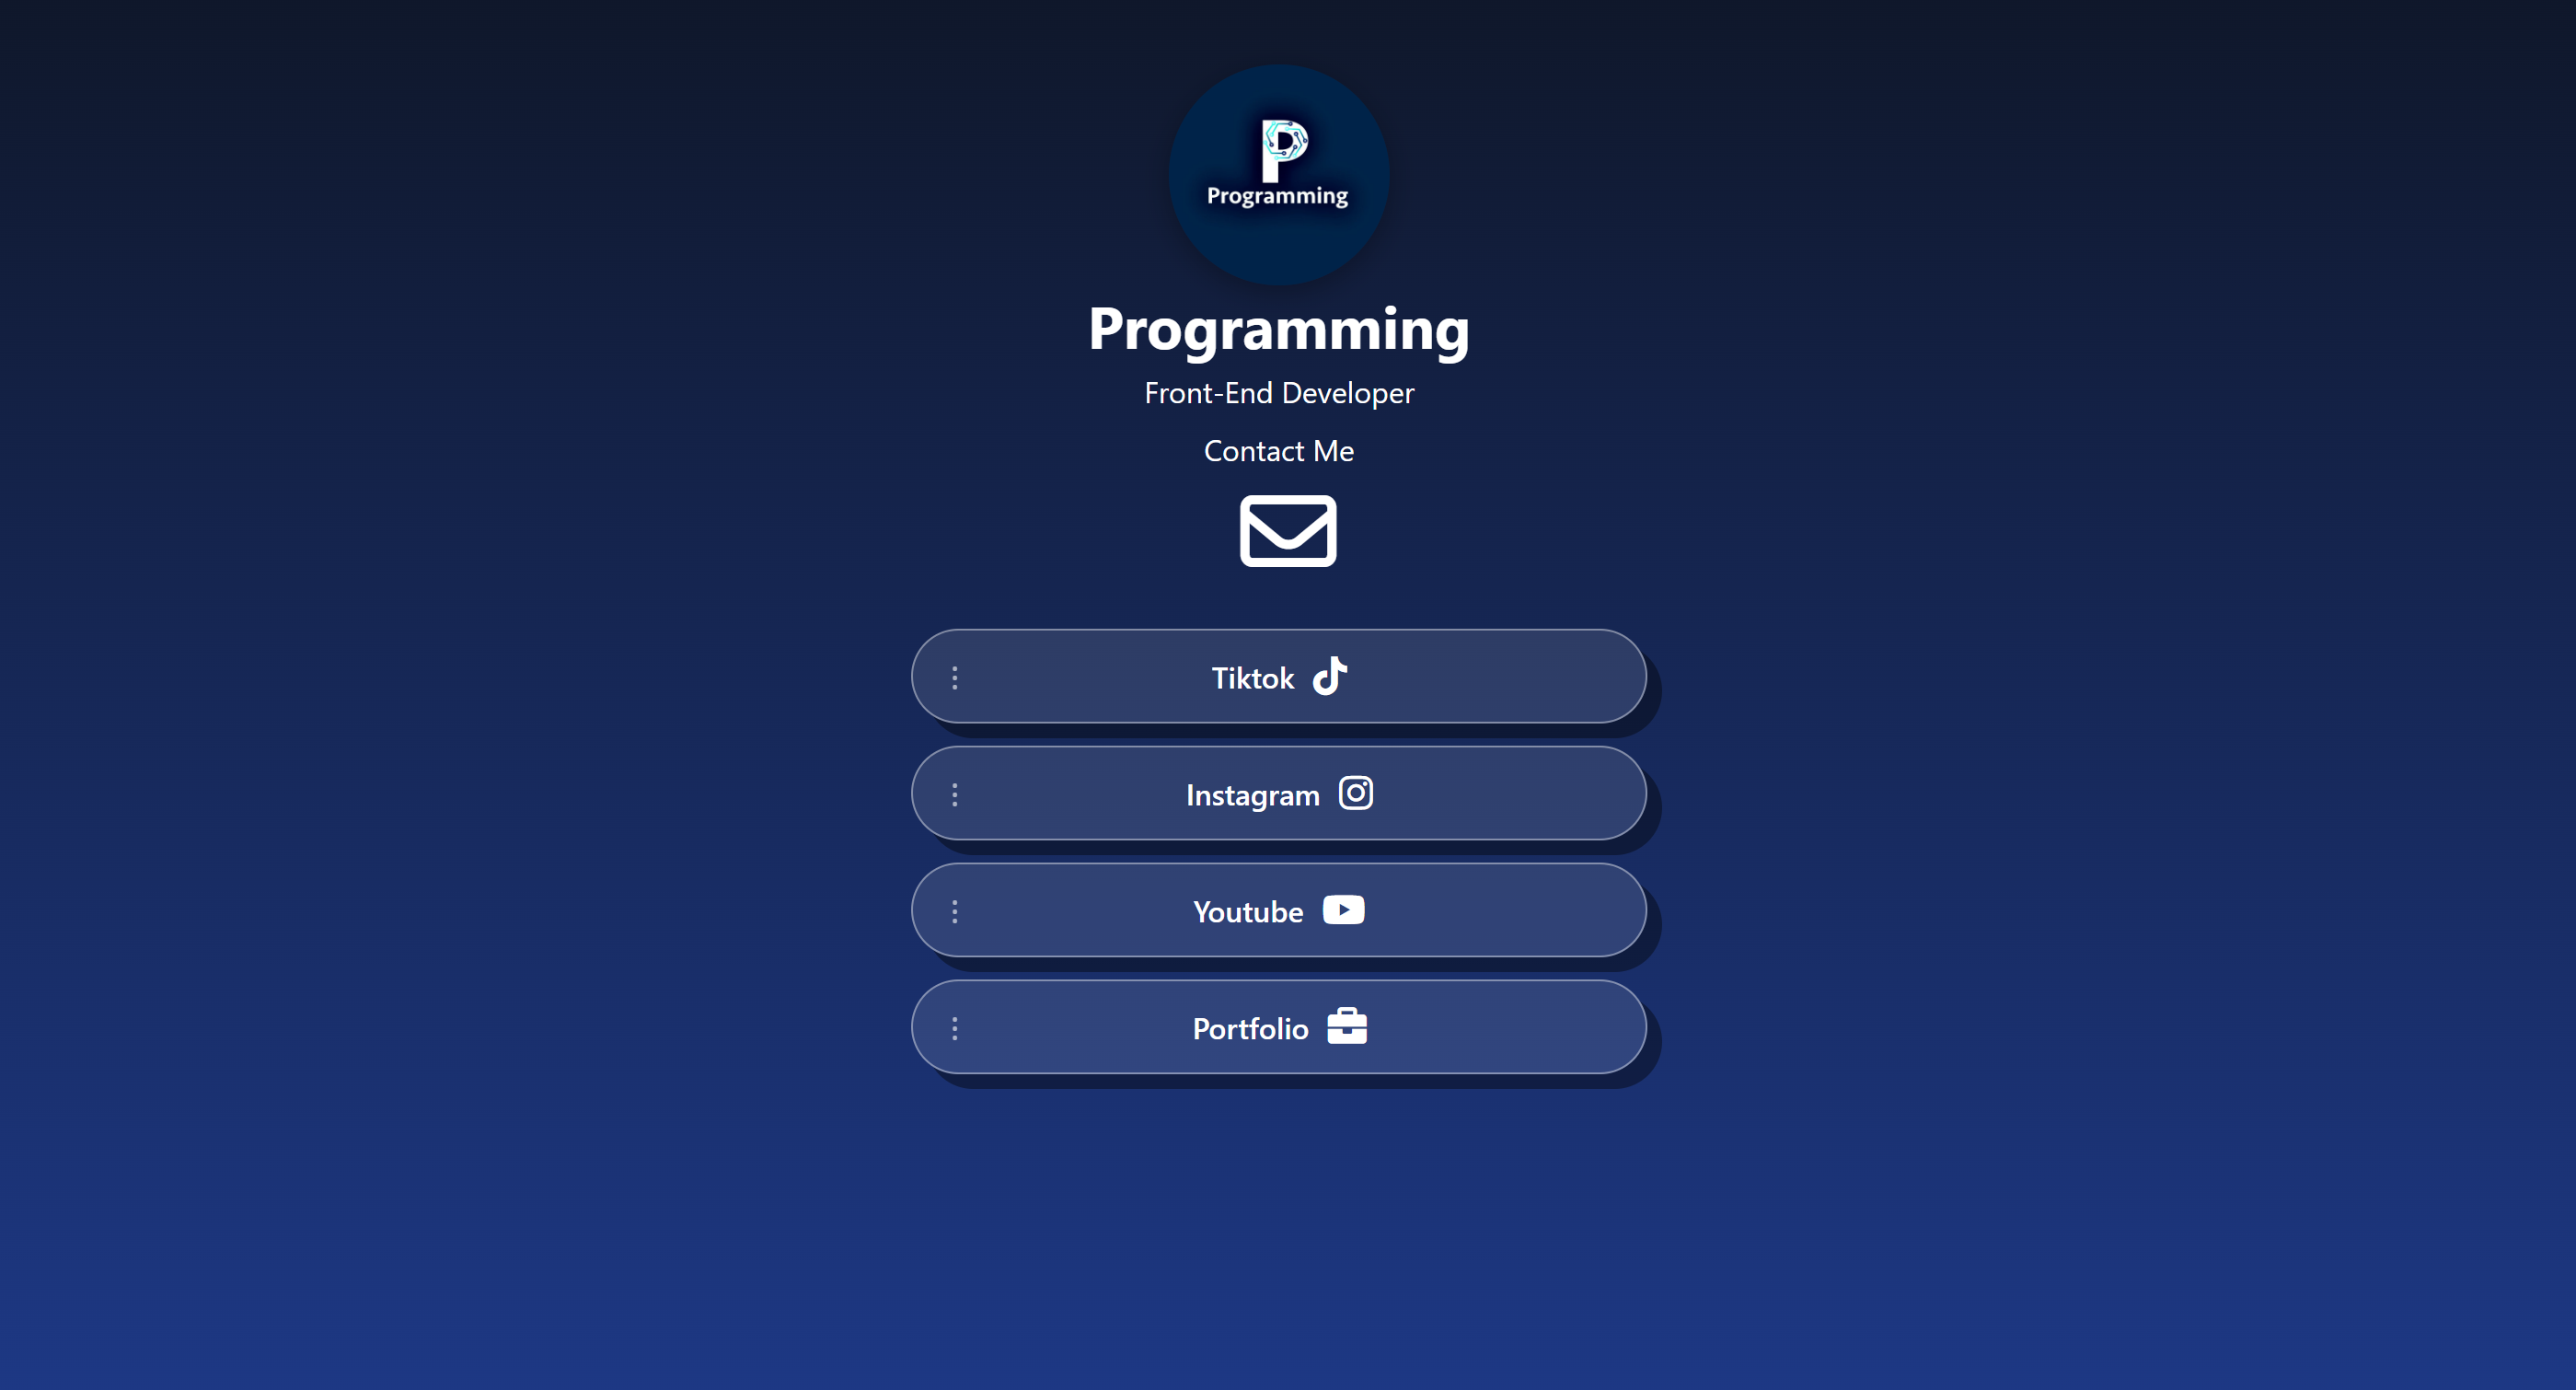 P
Programming
Programming
Front-End Developer
Contact Me
Tiktok
Instagram
Youtube
Portfolio